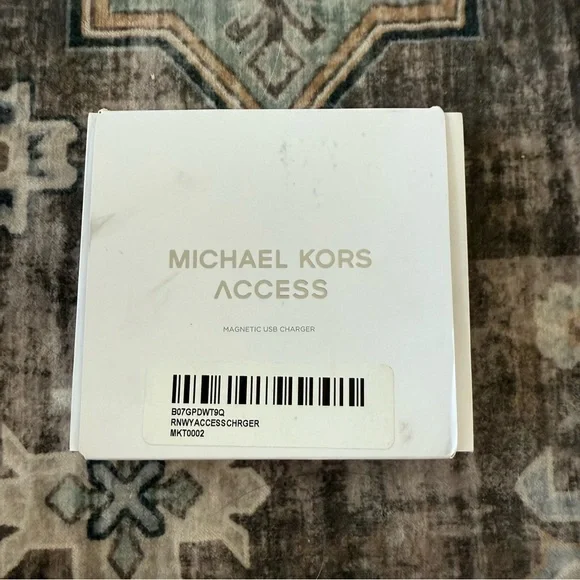 MICHAEL KORS
ACCESS
MAGNETIC USB CHARGER
B07GPDWT9Q
RNWYACCESSCHRGER
MKT0002